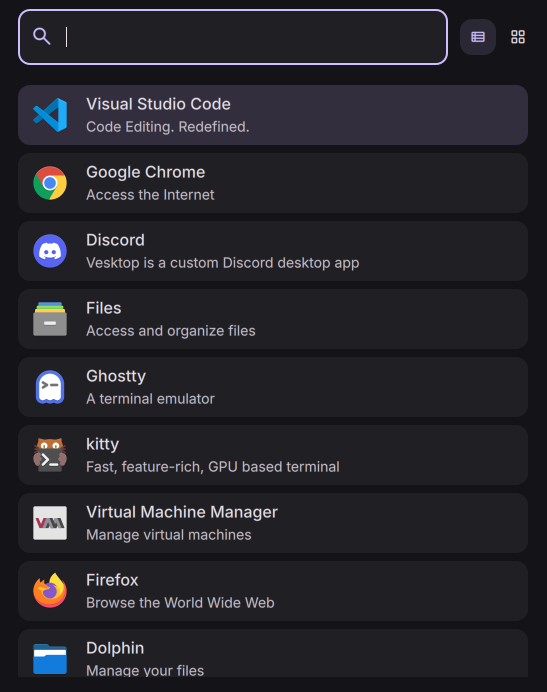 Visual Studio Code
Code Editing. Redefined.
Google Chrome
Access the Internet
Discord
Vesktop is a custom Discord desktop app
Files
Access and organize files
Ghostty
A terminal emulator
kitty
Fast, feature-rich, GPU based terminal
Virtual Machine Manager
Manage virtual machines
Firefox
Browse the World Wide Web
Dolphin
Manage your files